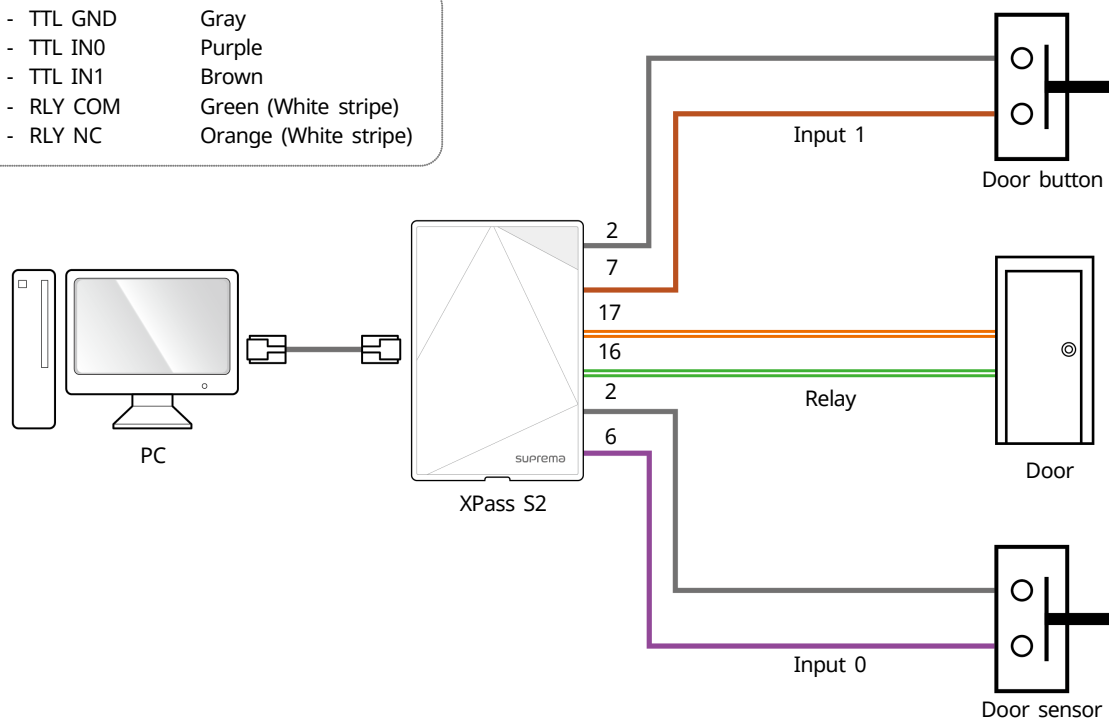 - TTL GND Gray
- TTL IN0 Purple
- TTL IN1 Brown
- RLY COM Green (White stripe)
- RLY NC Orange (White stripe)
Input 1
Door button
2
7
17
16
Relay
2
6
suprema
PC
XPass S2
Door
Input 0
Door sensor